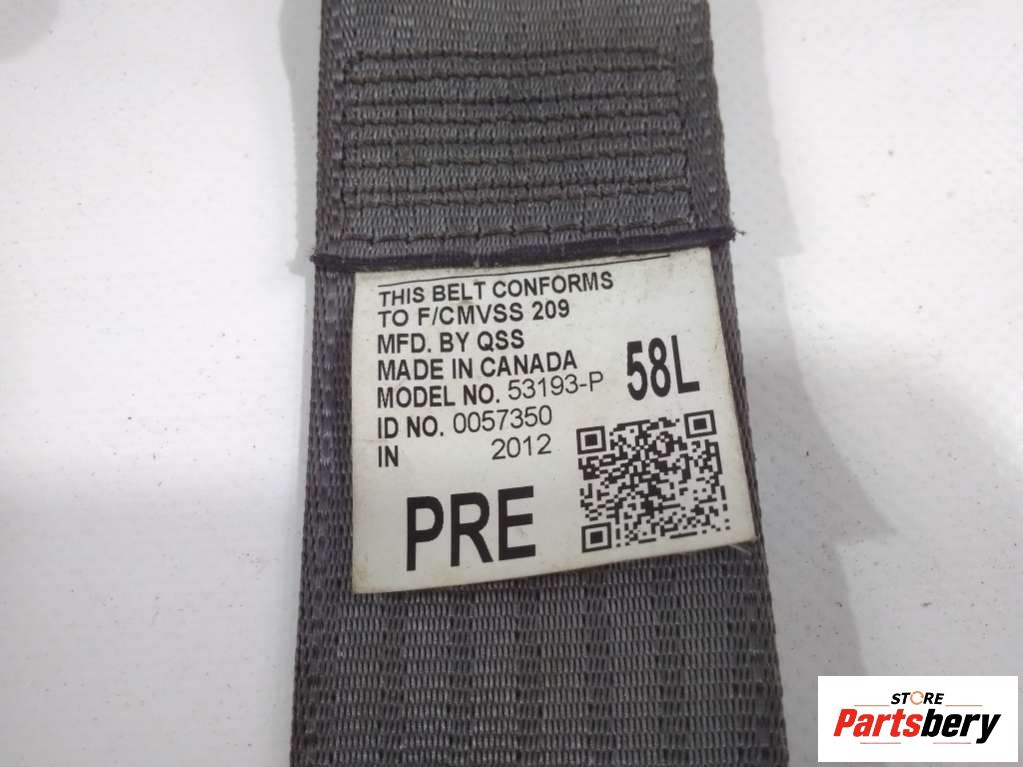 THIS BELT CONFORMS
TO F/CMVSS 209
MFD. BY QSS
MADE IN CANADA
MODEL NO. 53193-P
58L
ID NO. 0057350
IN 2012
PRE
STORE
Partsbery